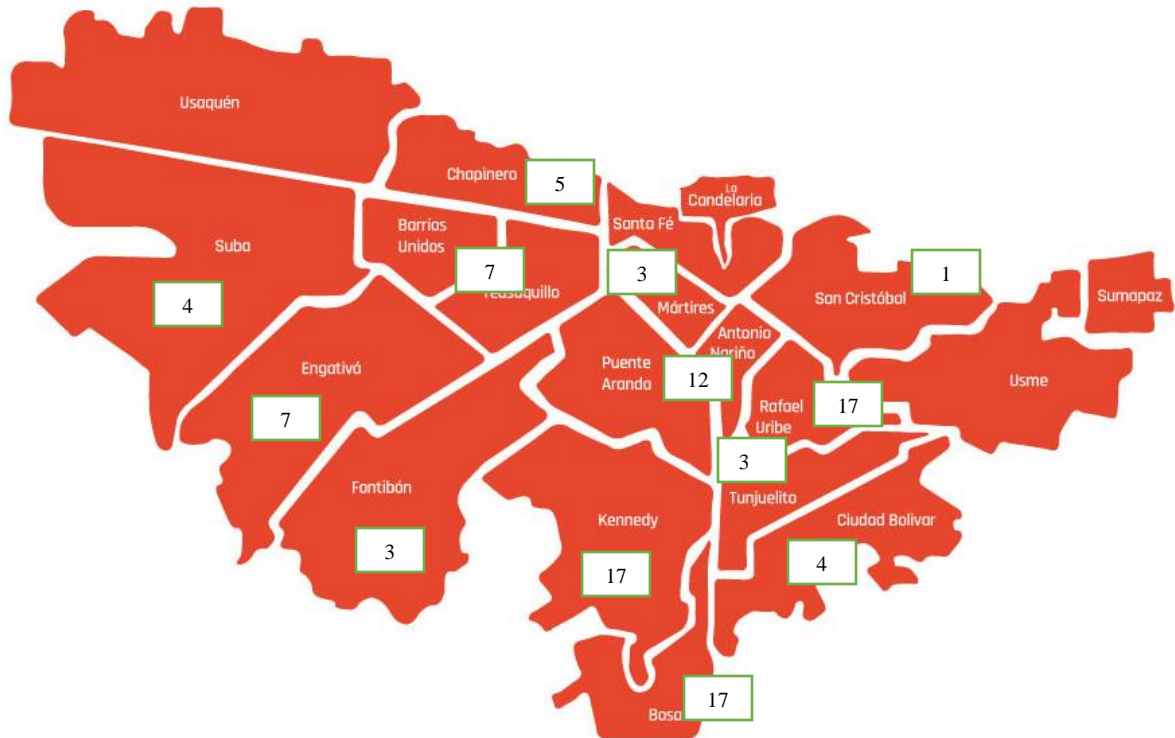 Usaquén
Chapinero
5
La
Candelaria
Santa Fé
Barrios
Unidos
7
Teusaquillo
3
Suba
4
San Cristóbal
1
Sumapaz
Mártires
Antonio
Nariño
Puente
Aranda
12
Engativá
7
Usme
Rafael
Uribe
17
3
Tunjuelito
Fontibón
3
Kennedy
17
Ciudad Bolivar
4
Bosa
17